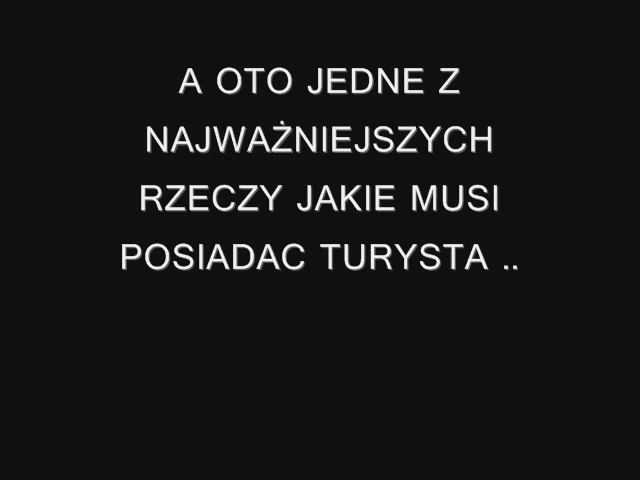 A OTO JEDNE Z
NAJWAŻNIEJSZYCH
RZECZY JAKIE MUSI
POSIADAC TURYSTA ..